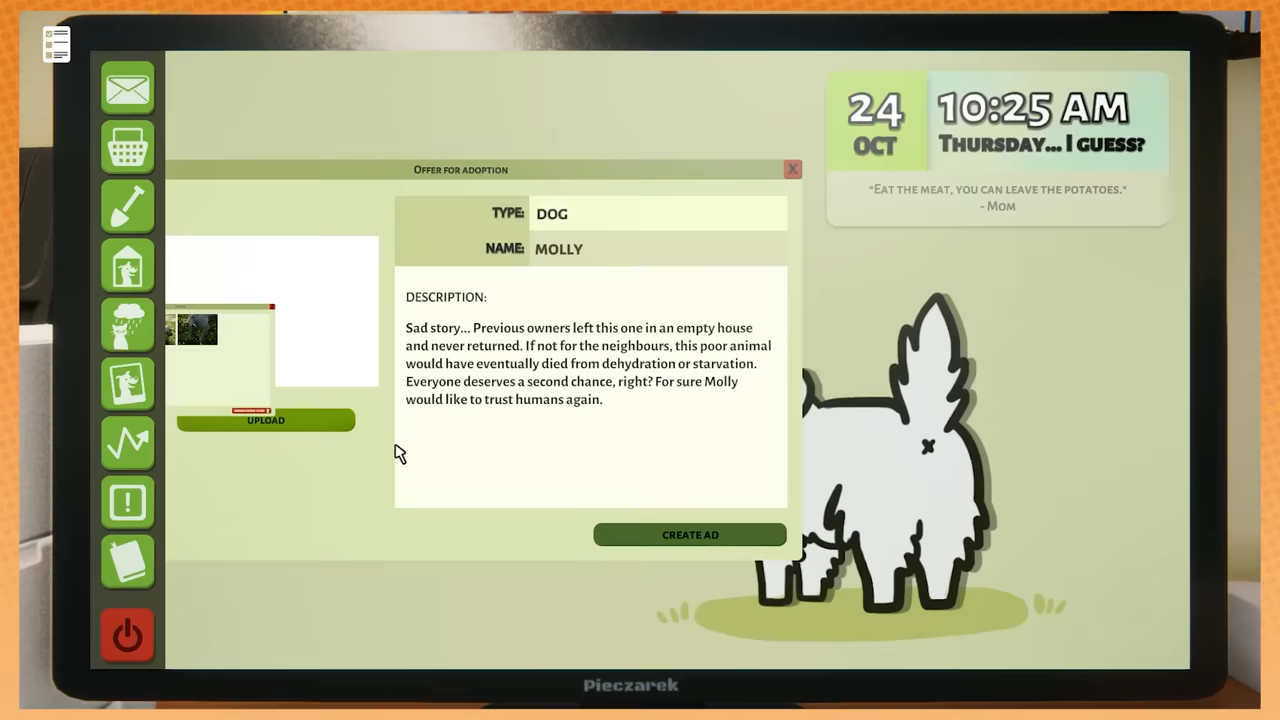 24
OCT
10:25 AM
THURSDAY... I GUESS?
"EAT THE MEAT, YOU CAN LEAVE THE POTATOES."
- MOM
OFFER FOR ADOPTION
X
TYPE: DOG
NAME: MOLLY
DESCRIPTION:
Sad story... Previous owners left this one in an empty house
and never returned. If not for the neighbours, this poor animal
would have eventually died from dehydration or starvation.
Everyone deserves a second chance, right? For sure Molly
would like to trust humans again.
UPLOAD
CREATE AD
Pieczarek